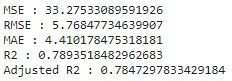 MSE : 33.27533089591926
RMSE : 5.76847734639907
MAE : 4.410178475318181
R2 : 0.7893518482962683
Adjusted R2 : 0.7847297833429184